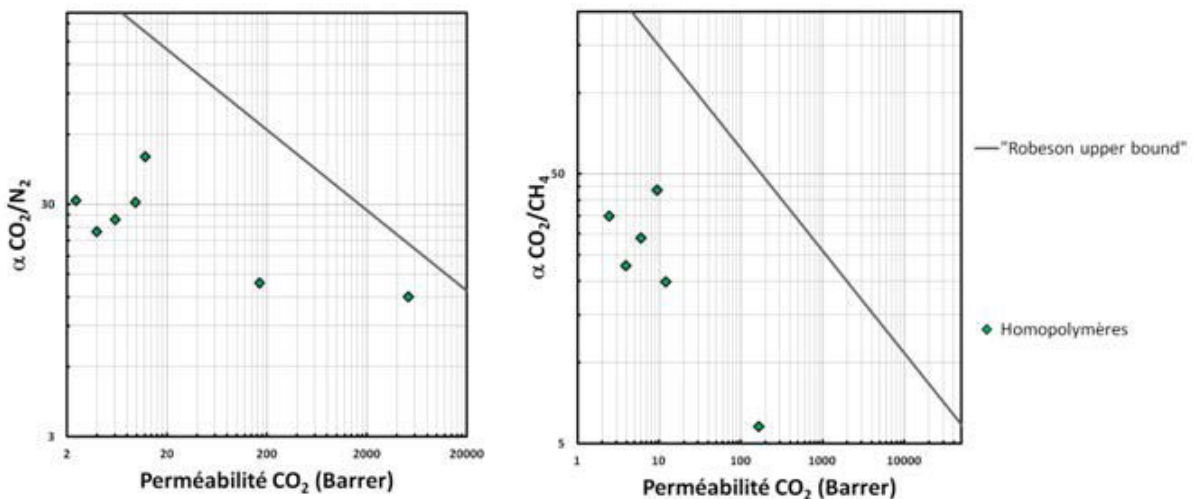 α CO₂/N₂
30
3
2
20
200
2000
20000
Perméabilité CO₂ (Barrer)
α CO₂/CH₄
50
5
1
10
100
1000
10000
Perméabilité CO₂ (Barrer)
"Robeson upper bound"
Homopolymères